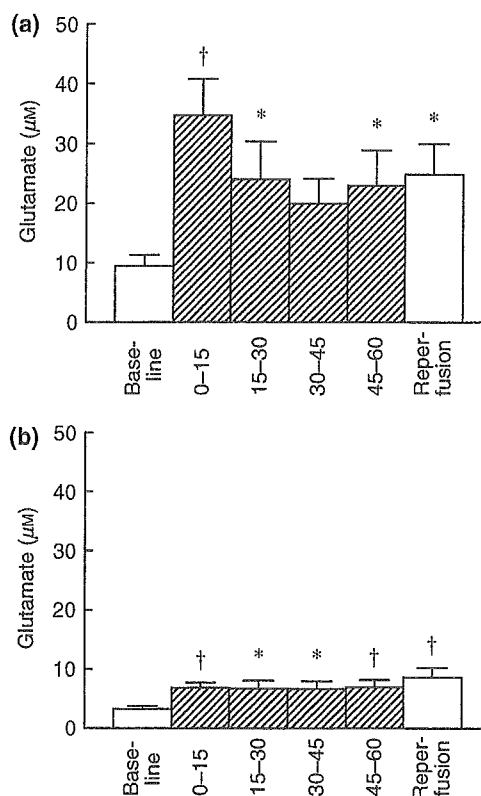 (a)
50
40
30
20
10
0
Glutamate (μM)
†
*
*
*
Base-
line
0–15
15–30
30–45
45–60
Reper-
fusion
(b)
50
40
30
20
10
0
Glutamate (μM)
†
*
*
†
†
Base-
line
0–15
15–30
30–45
45–60
Reper-
fusion